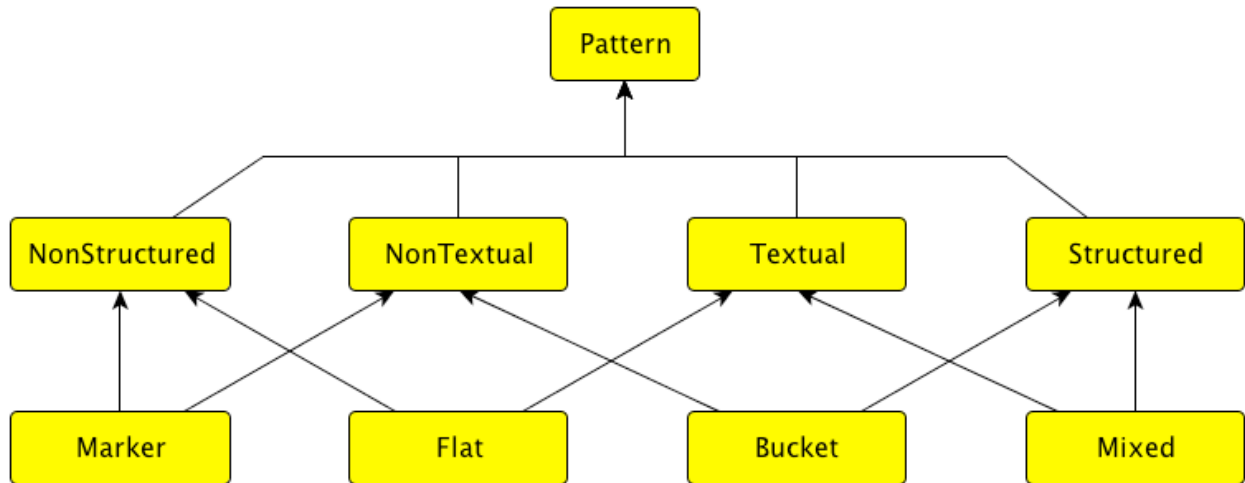 Pattern
NonStructured
NonTextual
Textual
Structured
Marker
Flat
Bucket
Mixed